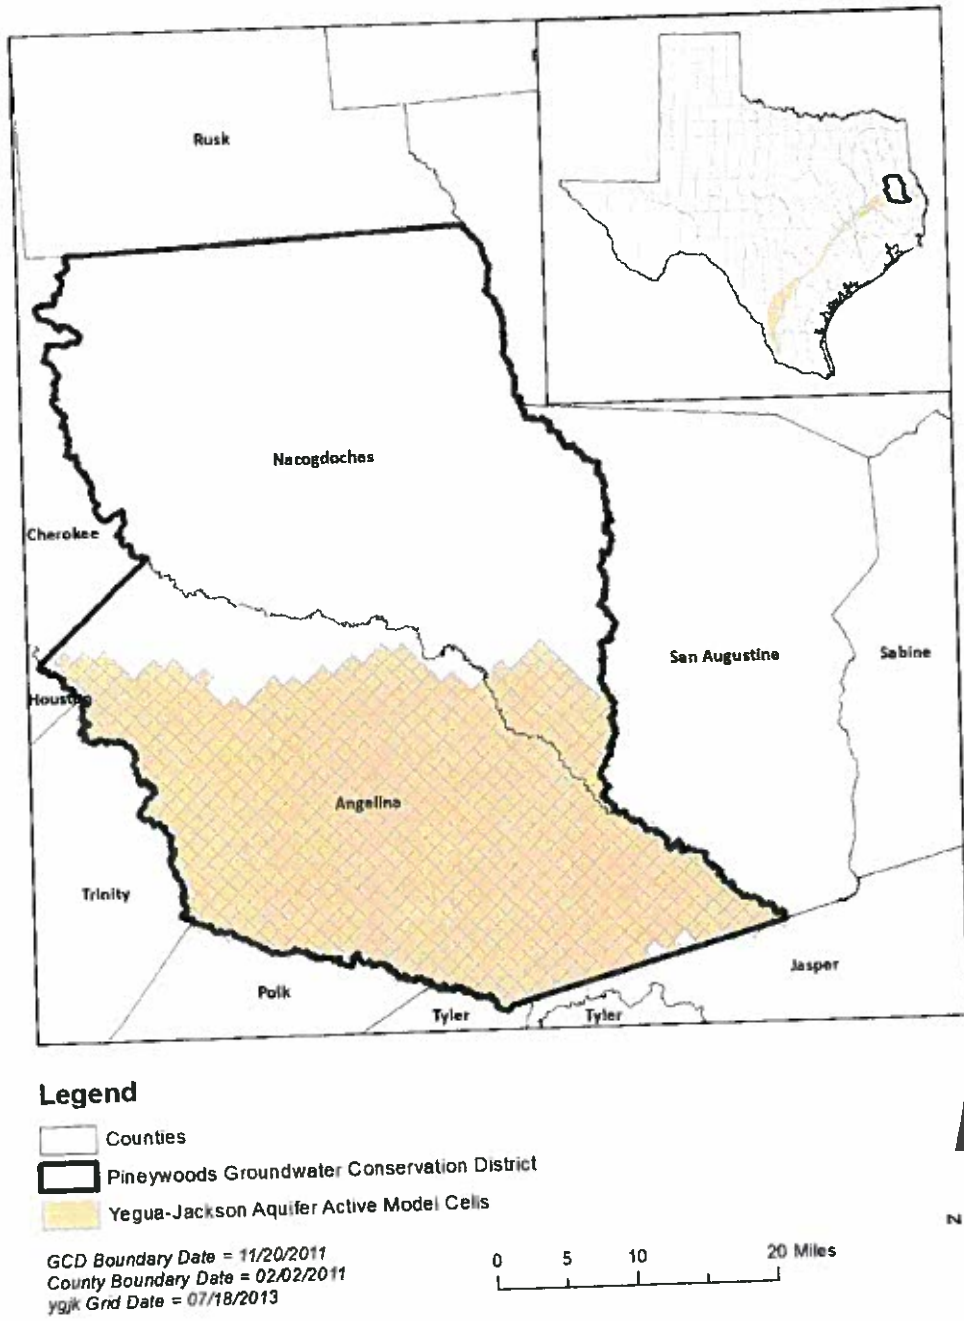 Rusk
Nacogdoches
Cherokee
San Augustine
Sabine
Houston
Angelina
Trinity
Jasper
Polk
Tyler
Tyler
Legend
Counties
Pineywoods Groundwater Conservation District
Yegua-Jackson Aquifer Active Model Cells
N
GCD Boundary Date = 11/20/2011
County Boundary Date = 02/02/2011
ygjk Grid Date = 07/18/2013
0 5 10 20 Miles